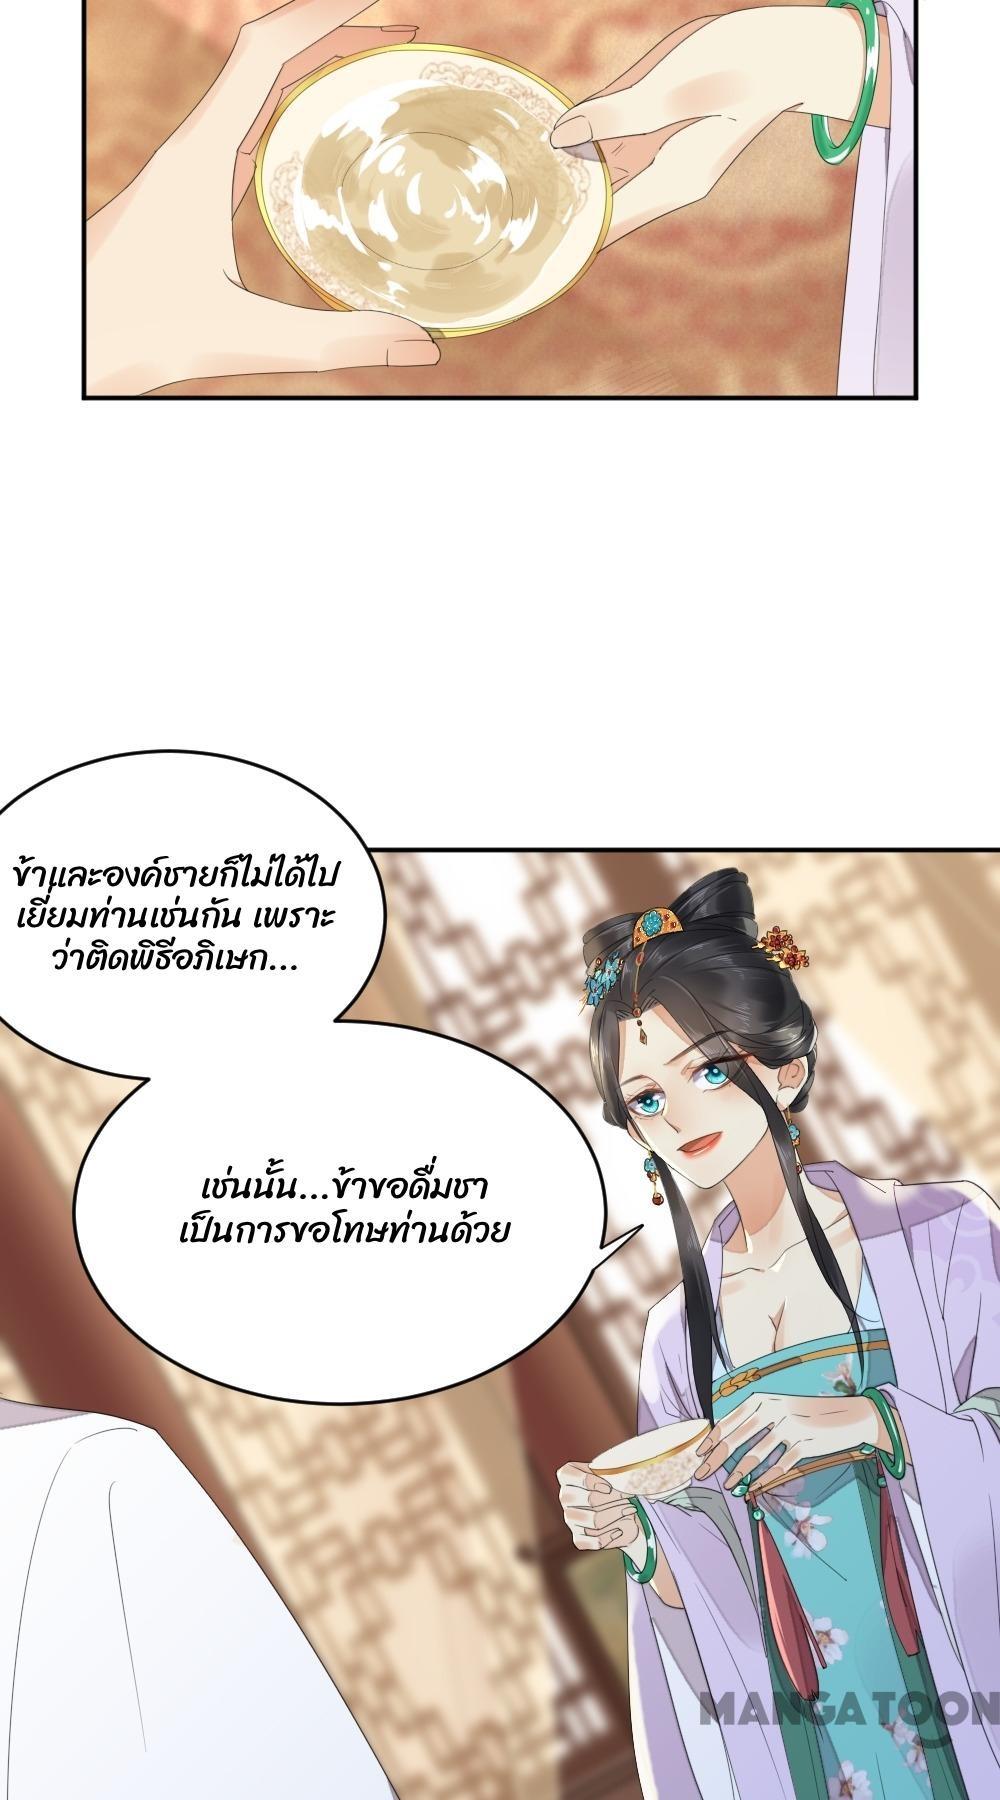 ข้าและองค์ชายก็ไม่ได้ไป
เยี่ยมท่านเช่นกัน เพราะ
ว่าติดพิธีอภิเษก...
เช่นนั้น...ข้าขอดื่มชา
เป็นการขอโทษท่านด้วย
MANGATOON